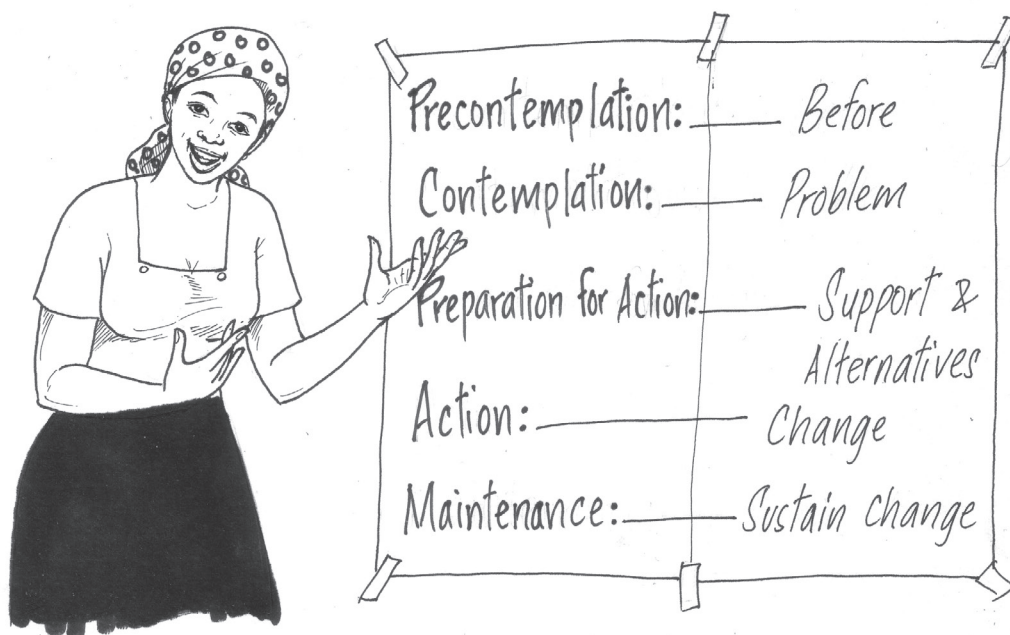 Precontemplation: Before
Contemplation: Problem
Preparation for Action: Support &
Alternatives
Action: Change
Maintenance: Sustain change